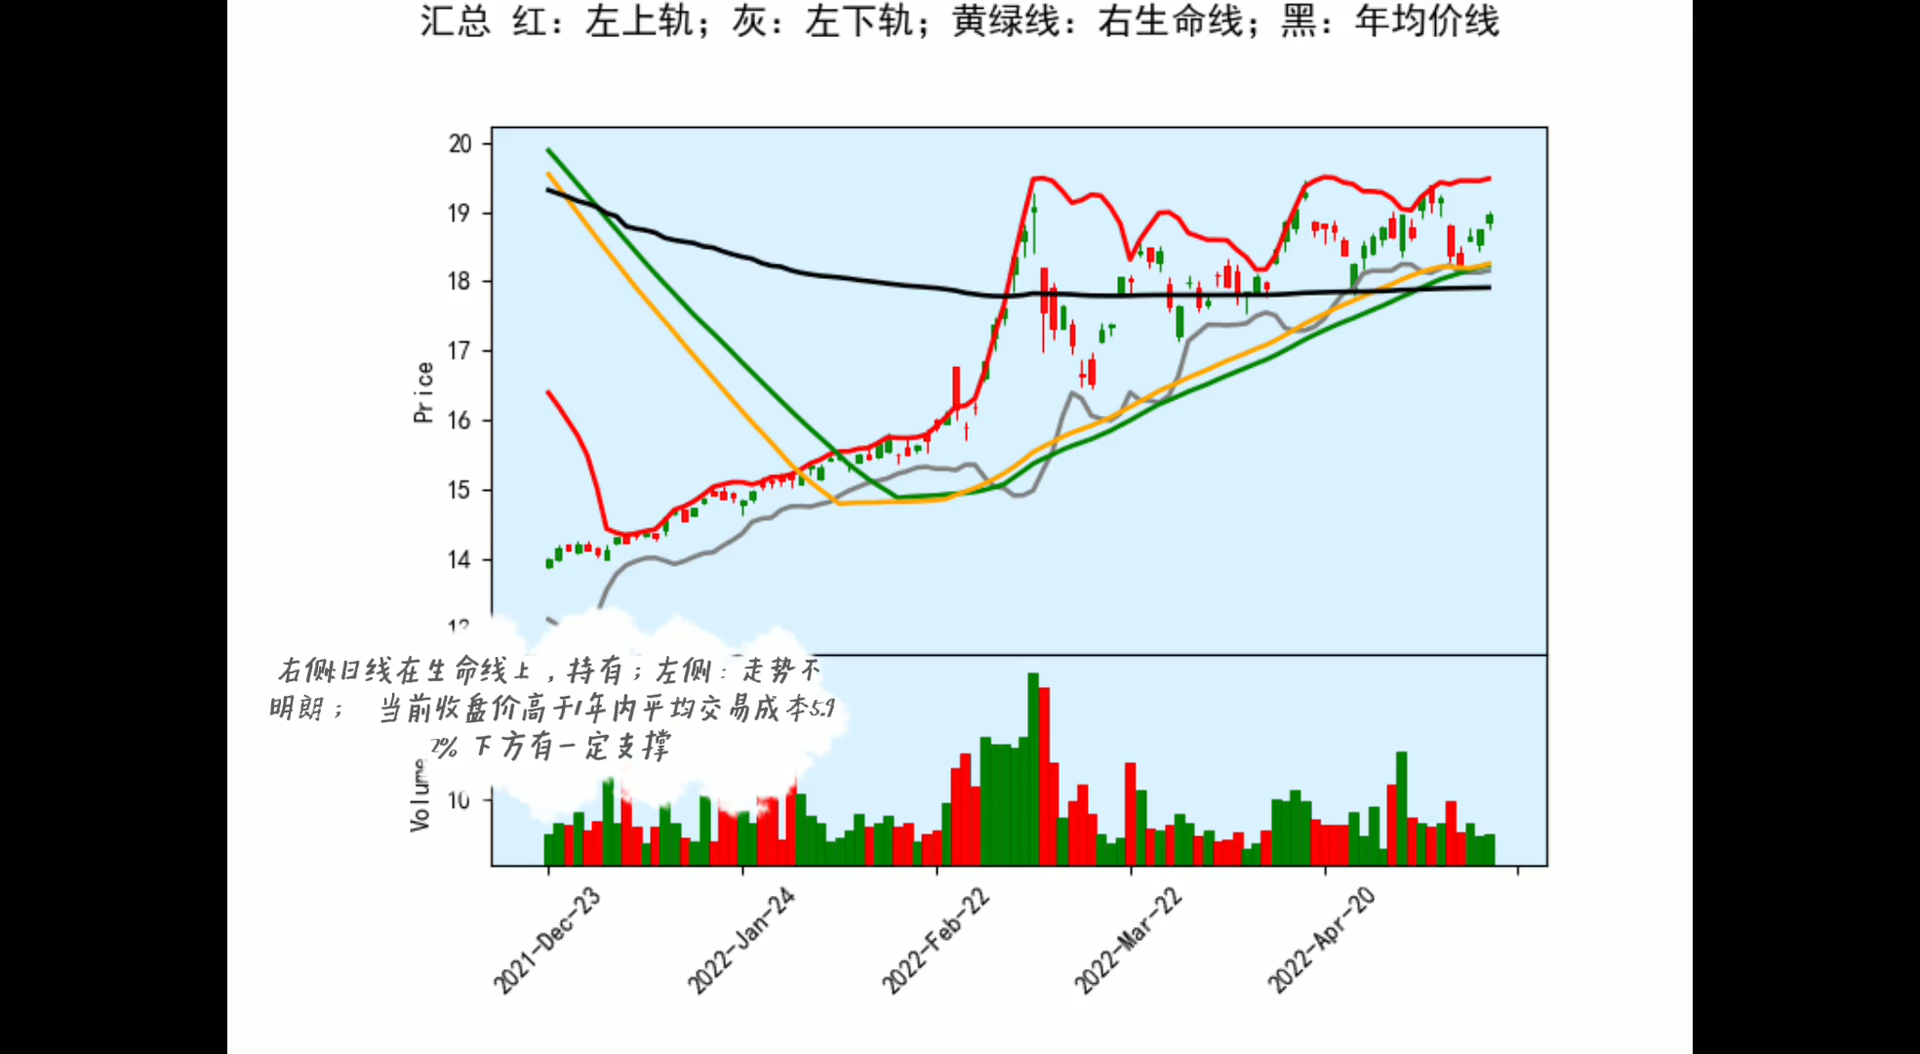 汇总 红：左上轨；灰：左下轨；黄绿线：右生命线；黑：年均价线
20
19
18
17
16
15
14
Price
右侧:日线在生命线上，持有；左侧：走势不
明朗； 当前收盘价高于1年内平均交易成本5.9
2% 下方有一定支撑
Volume
10
2021-Dec-23
2022-Jan-24
2022-Feb-22
2022-Mar-22
2022-Apr-20